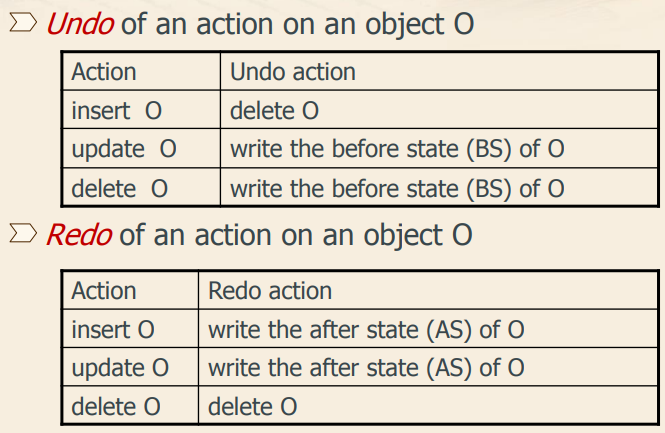 Undo of an action on an object O
Action Undo action
insert O delete O
update O write the before state (BS) of O
delete O write the before state (BS) of O
Redo of an action on an object O
Action Redo action
insert O write the after state (AS) of O
update O write the after state (AS) of O
delete O delete O